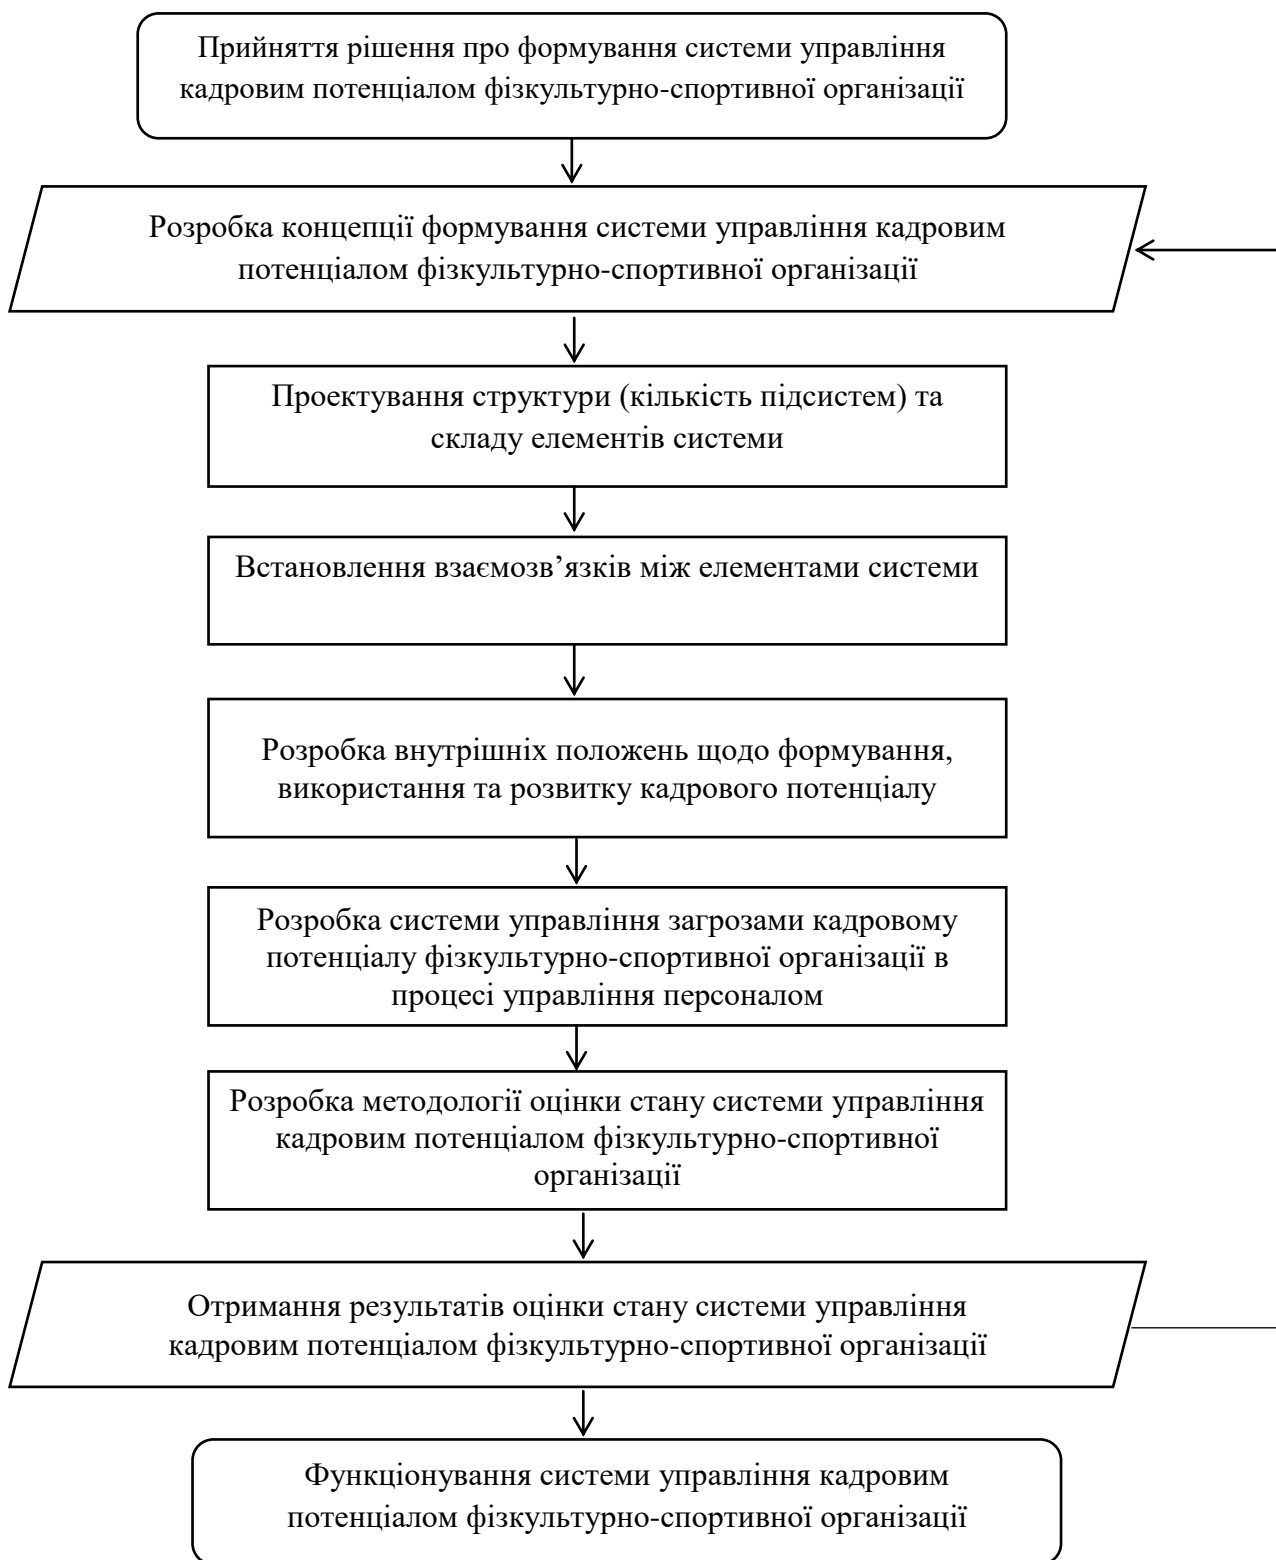 Прийняття рішення про формування системи управління
кадровим потенціалом фізкультурно-спортивної організації
Розробка концепції формування системи управління кадровим
потенціалом фізкультурно-спортивної організації
Проектування структури (кількість підсистем) та
складу елементів системи
Встановлення взаємозв’язків між елементами системи
Розробка внутрішніх положень щодо формування,
використання та розвитку кадрового потенціалу
Розробка системи управління загрозами кадровому
потенціалу фізкультурно-спортивної організації в
процесі управління персоналом
Розробка методології оцінки стану системи управління
кадровим потенціалом фізкультурно-спортивної
організації
Отримання результатів оцінки стану системи управління
кадровим потенціалом фізкультурно-спортивної організації
Функціонування системи управління кадровим
потенціалом фізкультурно-спортивної організації